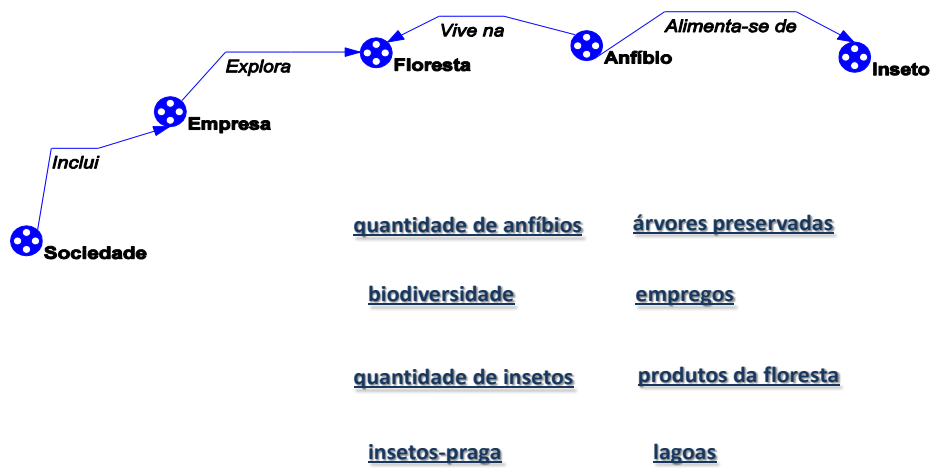 Vive na
Alimenta-se de
Explora
Floresta
Anfíbio
Inseto
Empresa
Inclui
Sociedade
quantidade de anfíbios
árvores preservadas
biodiversidade
empregos
quantidade de insetos
produtos da floresta
insetos-praga
lagoas